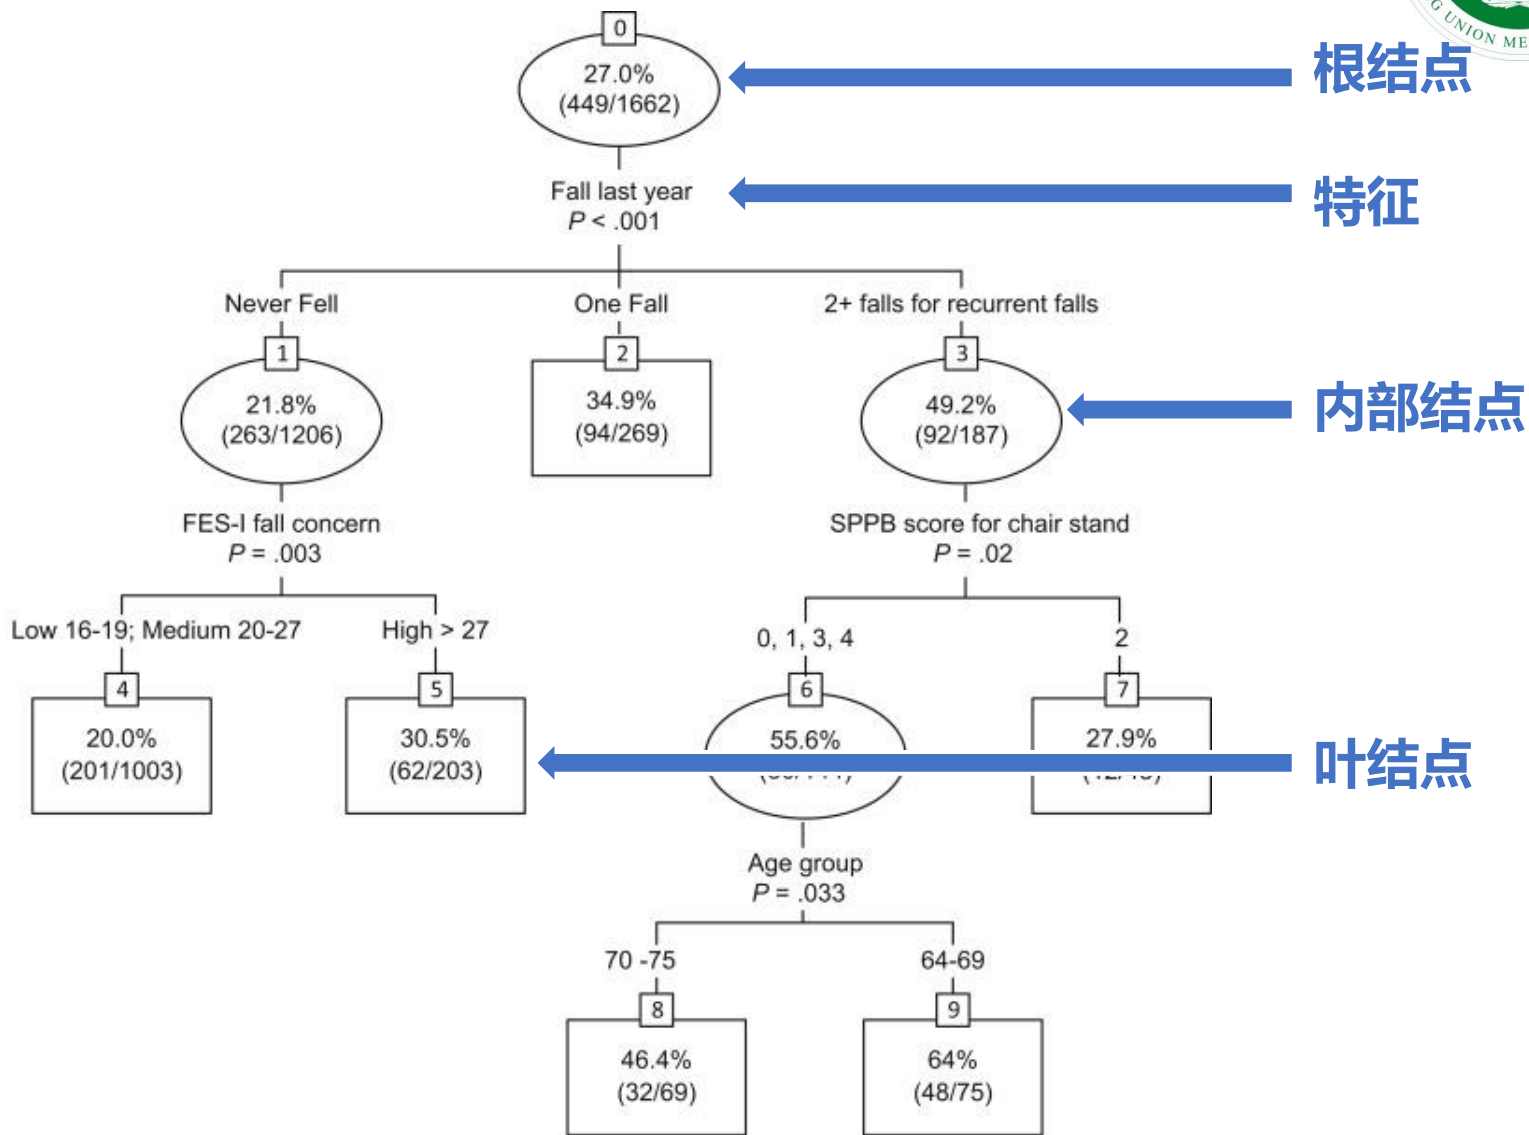 G UNION ME
0
27.0%
(449/1662)
根结点
Fall last year
P < .001
特征
Never Fell
One Fall
2+ falls for recurrent falls
1
2
3
21.8%
(263/1206)
34.9%
(94/269)
49.2%
(92/187)
内部结点
FES-I fall concern
P = .003
SPPB score for chair stand
P = .02
Low 16-19; Medium 20-27
High > 27
0, 1, 3, 4
2
4
5
6
7
20.0%
(201/1003)
30.5%
(62/203)
55.6%
27.9%
叶结点
Age group
P = .033
70 -75
64-69
8
9
46.4%
(32/69)
64%
(48/75)